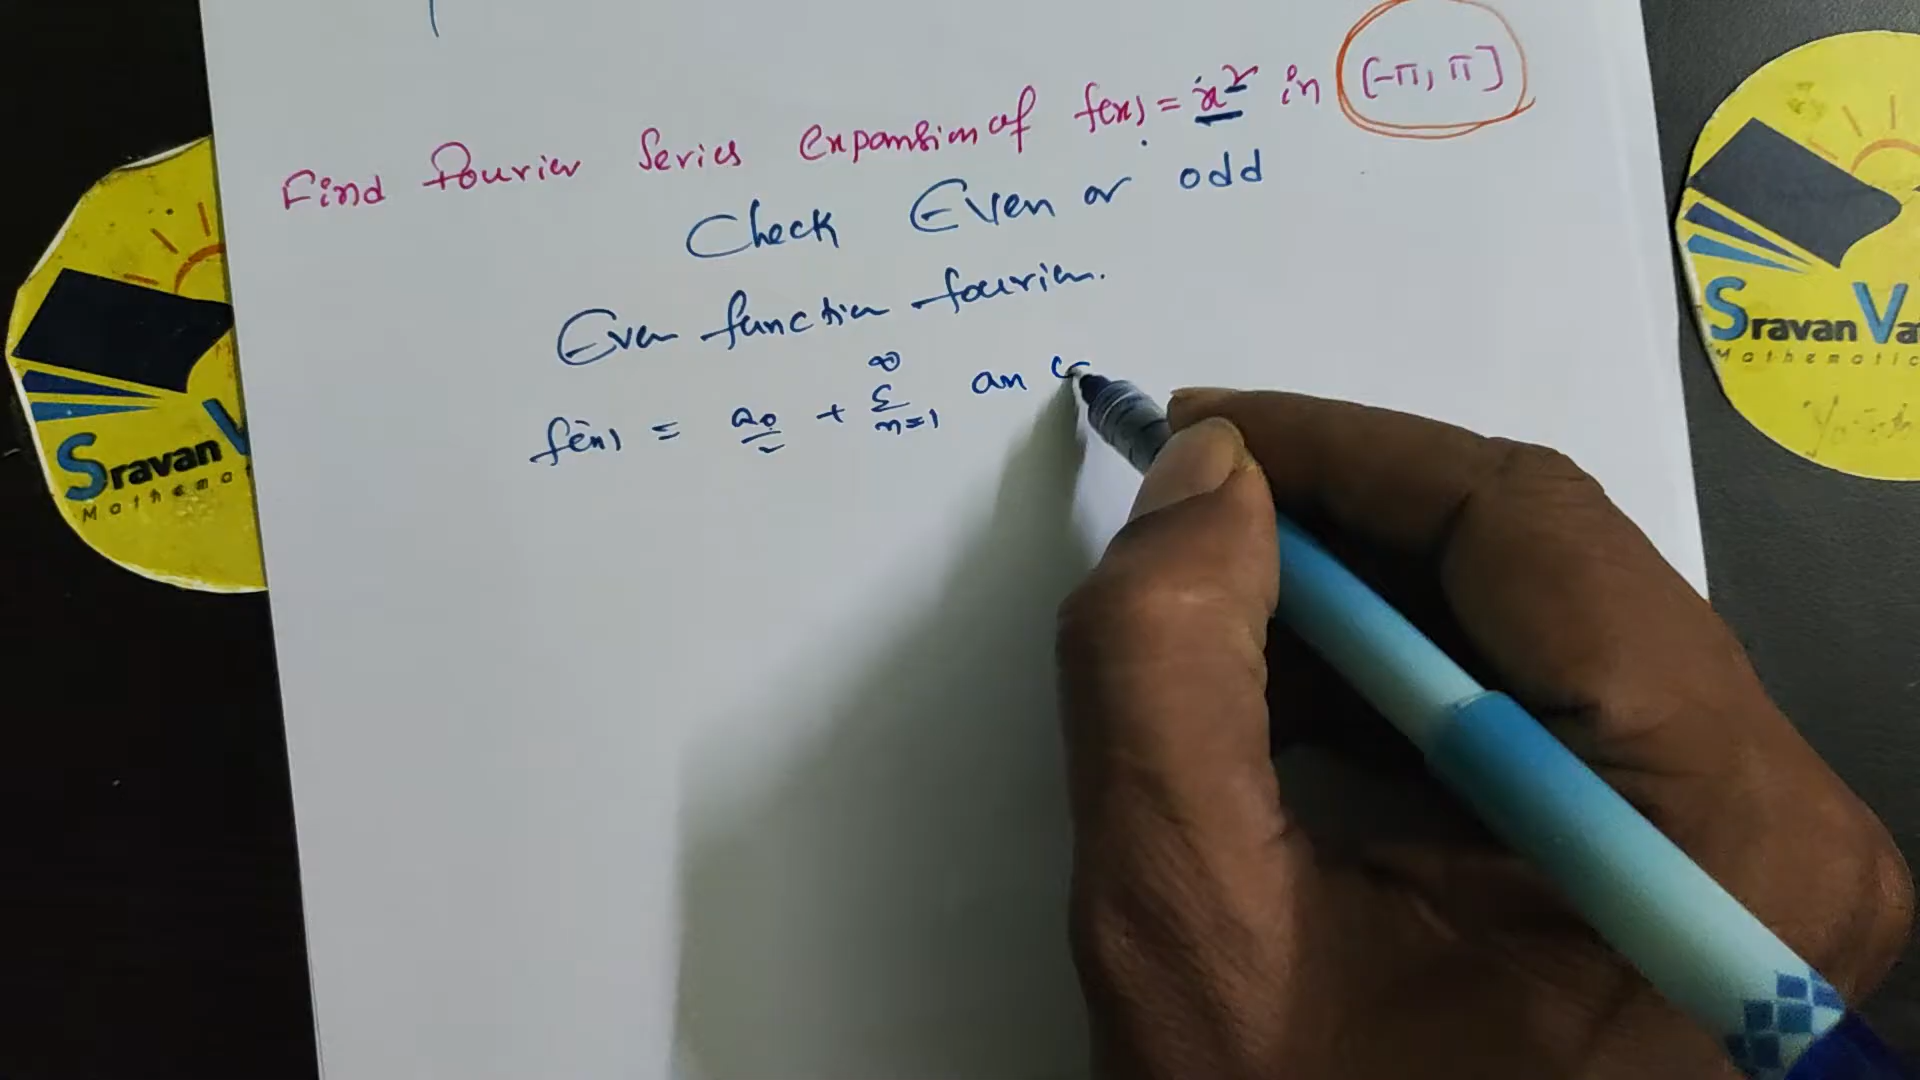 Find Fourier Series expansion of f(x) = x² in [-π, π]
Check Even or odd
Even function fourier.
f(x) = a₀/2 + ∞ Σ n=1 an
Sravan
Mathema
Sravan Va
Mathematic